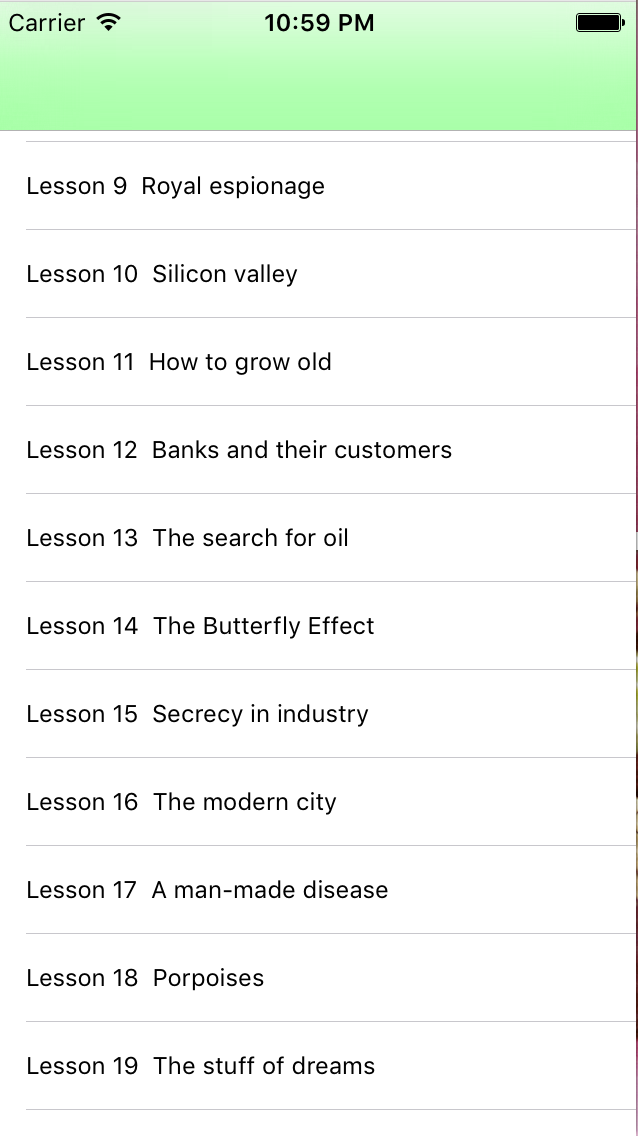 Carrier 10:59 PM
Lesson 9 Royal espionage
Lesson 10 Silicon valley
Lesson 11 How to grow old
Lesson 12 Banks and their customers
Lesson 13 The search for oil
Lesson 14 The Butterfly Effect
Lesson 15 Secrecy in industry
Lesson 16 The modern city
Lesson 17 A man-made disease
Lesson 18 Porpoises
Lesson 19 The stuff of dreams